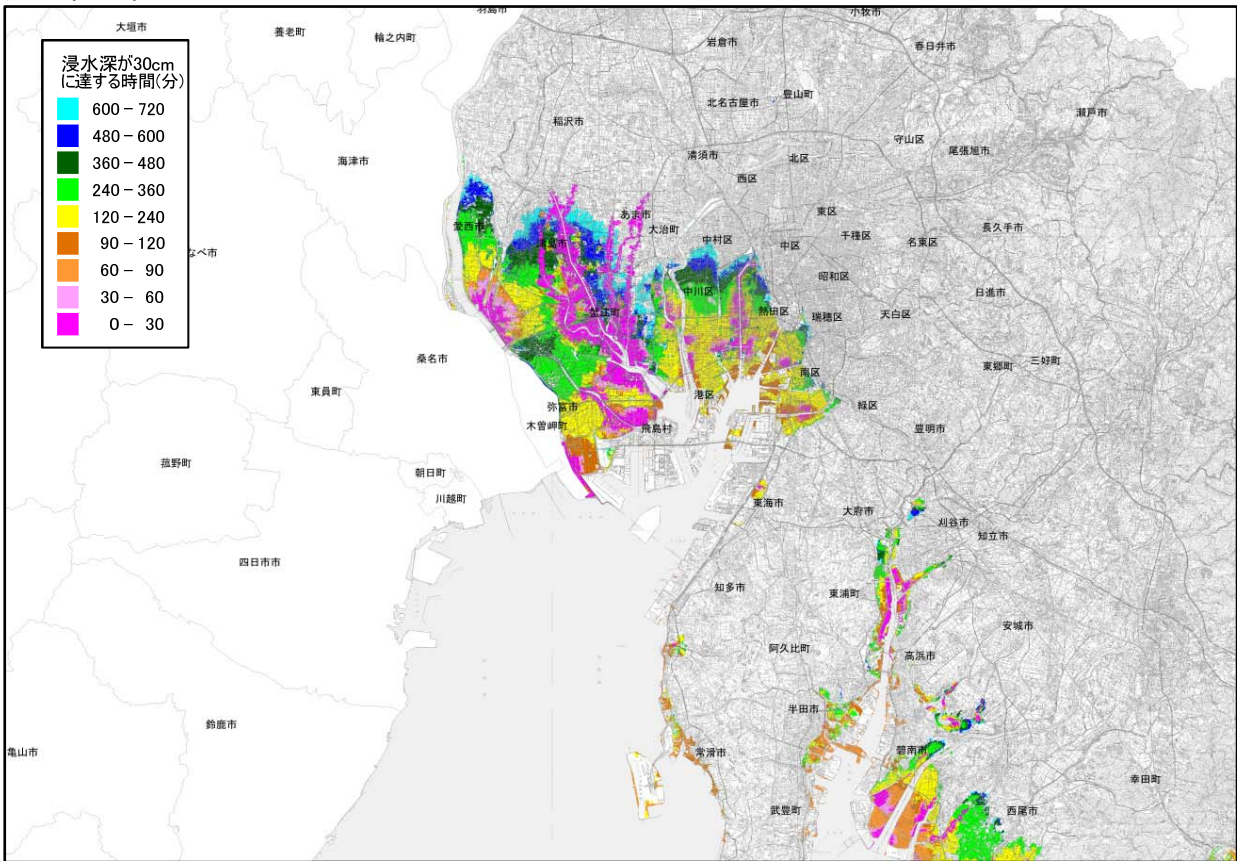 羽島市
小牧市
大垣市
養老町
輪之内町
岩倉市
春日井市
浸水深が30cm
に達する時間(分)
600－720
480－600
360－480
240－360
120－240
90－120
60－ 90
30－ 60
0－ 30
豊山町
北名古屋市
瀬戸市
稲沢市
守山区
尾張旭市
清須市
北区
海津市
西区
あま市
東区
愛西市
大治町
中村区
中区
千種区
名東区
長久手市
津島市
なべ市
昭和区
中川区
日進市
蟹江町
熱田区
瑞穂区
天白区
桑名市
東郷町
三好町
東員町
南区
港区
弥富市
緑区
木曽岬町
飛島村
豊明市
菰野町
朝日町
川越町
東海市
大府市
刈谷市
知立市
四日市市
知多市
東浦町
安城市
阿久比町
高浜市
半田市
鈴鹿市
亀山市
常滑市
碧南市
幸田町
武豊町
西尾市